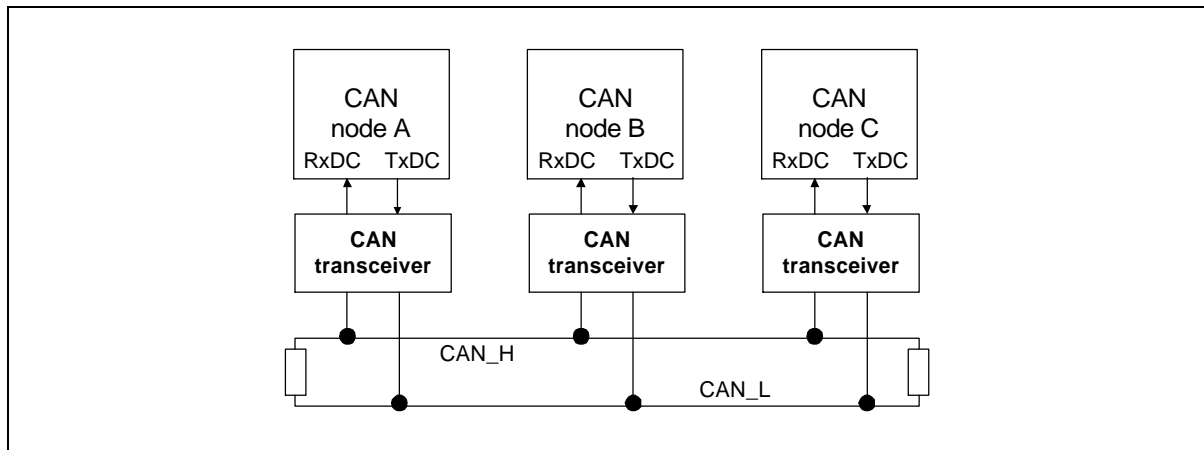 CAN
node A
RxDC TxDC
CAN
transceiver
CAN
node B
RxDC TxDC
CAN
transceiver
CAN
node C
RxDC TxDC
CAN
transceiver
CAN_H
CAN_L